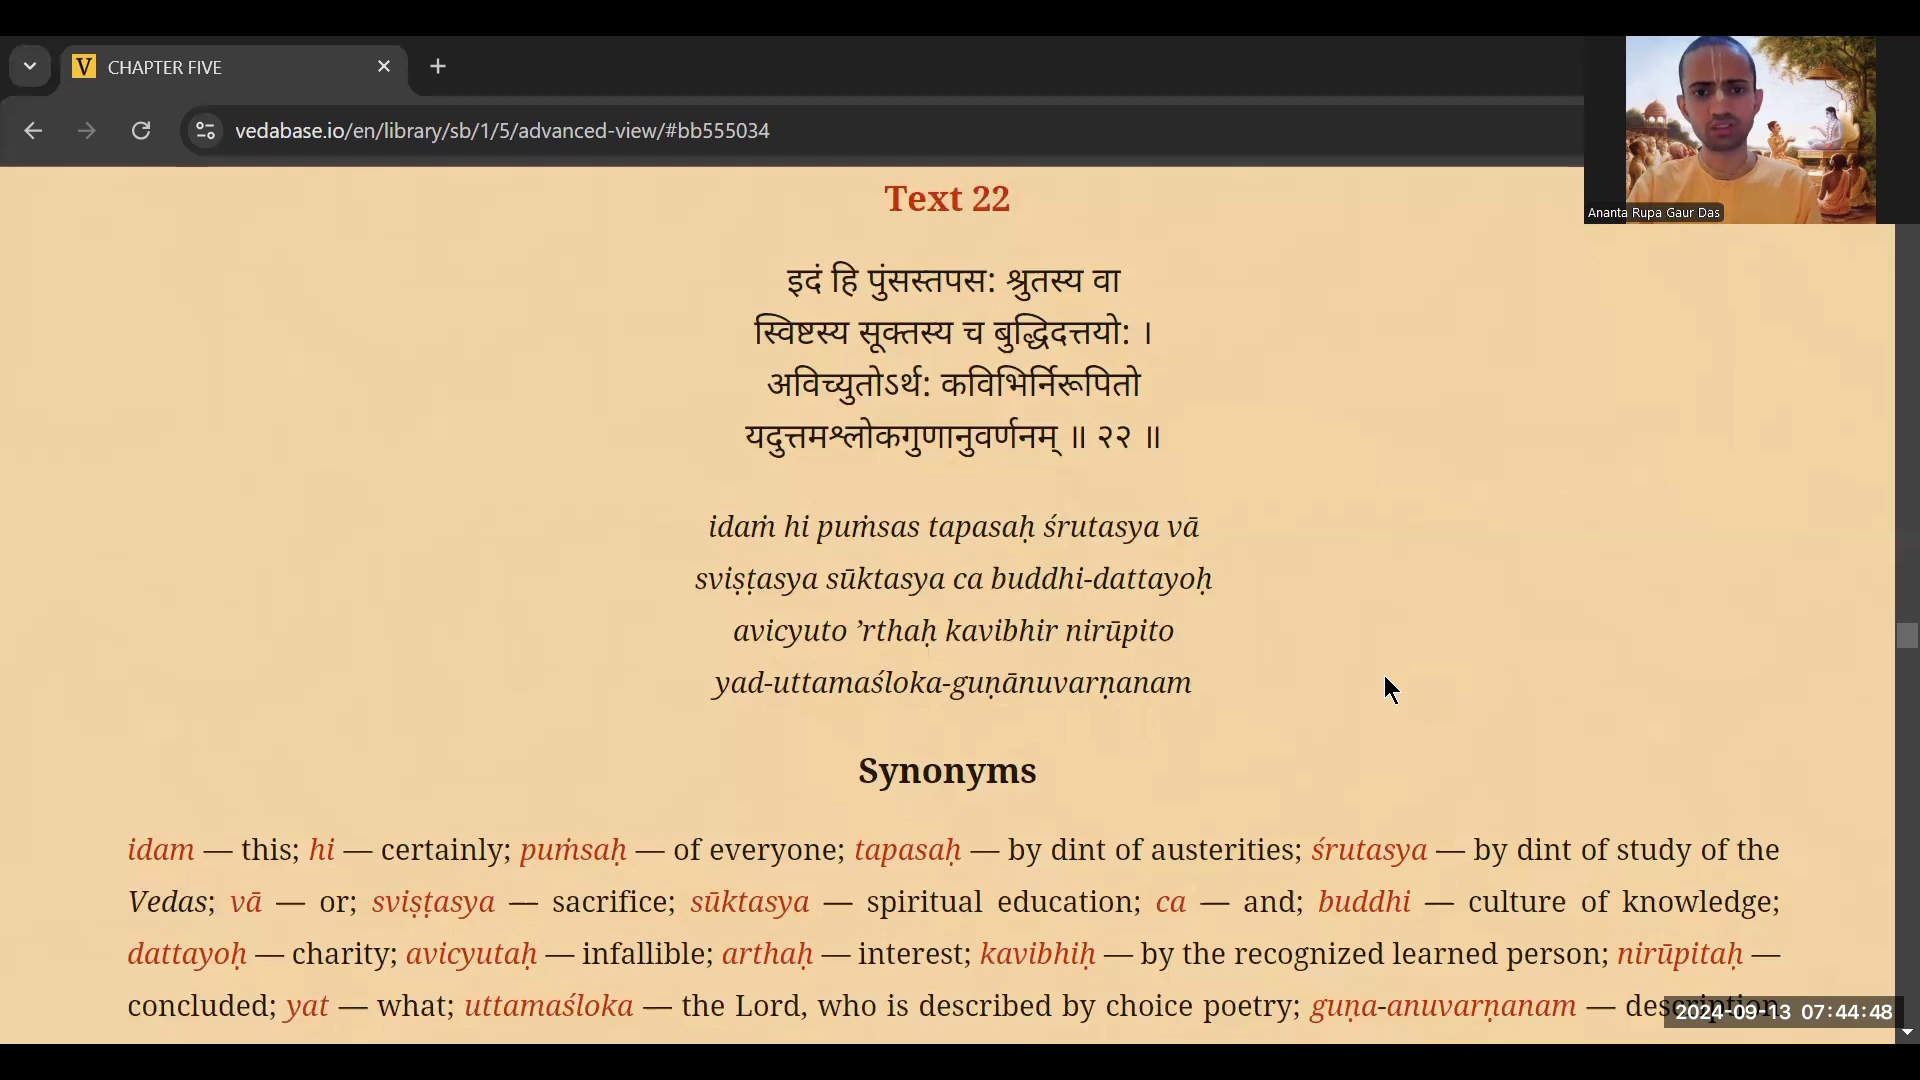 CHAPTER FIVE
vedabase.io/en/library/sb/1/5/advanced-view/#bb555034
Ananta Rupa Gaur Das
Text 22
इदं हि पुंसस्तपस: श्रुतस्य वा
स्विष्टस्य सूक्तस्य च बुद्धिदत्तयो: ।
अविच्युतोऽर्थ: कविभिर्निरूपितो
यदुत्तमश्लोकगुणानुवर्णनम् ॥ २२ ॥
idaṁ hi puṁsas tapasaḥ śrutasya vā
sviṣṭasya sūktasya ca buddhi-dattayoḥ
avicyuto ’rthaḥ kavibhir nirūpito
yad-uttamaśloka-guṇānuvarṇanam
Synonyms
idam — this; hi — certainly; puṁsaḥ — of everyone; tapasaḥ — by dint of austerities; śrutasya — by dint of study of the
Vedas; vā — or; sviṣṭasya — sacrifice; sūktasya — spiritual education; ca — and; buddhi — culture of knowledge;
dattayoḥ — charity; avicyutaḥ — infallible; arthaḥ — interest; kavibhiḥ — by the recognized learned person; nirūpitaḥ —
concluded; yat — what; uttamaśloka — the Lord, who is described by choice poetry; guṇa-anuvarṇanam — description
2024-09-13 07:44:48